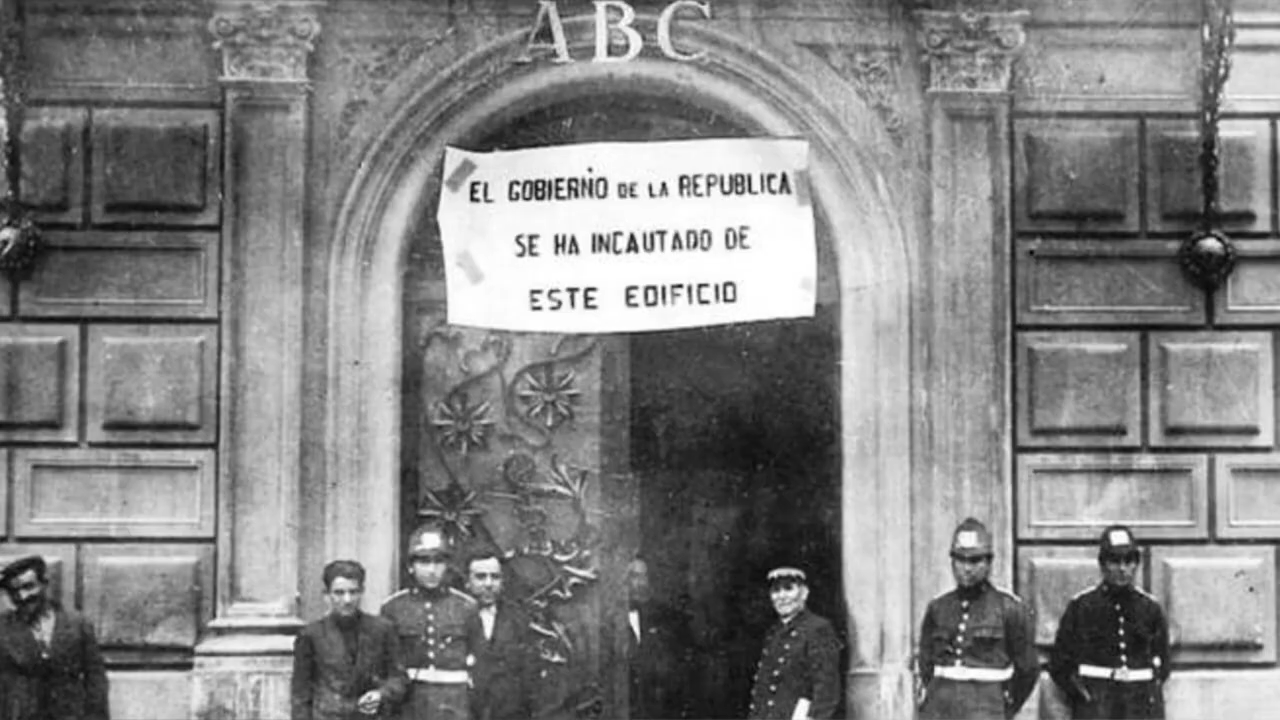 ABC
EL GOBIERNO DE LA REPUBLICA
SE HA INCAUTADO DE
ESTE EDIFICIO